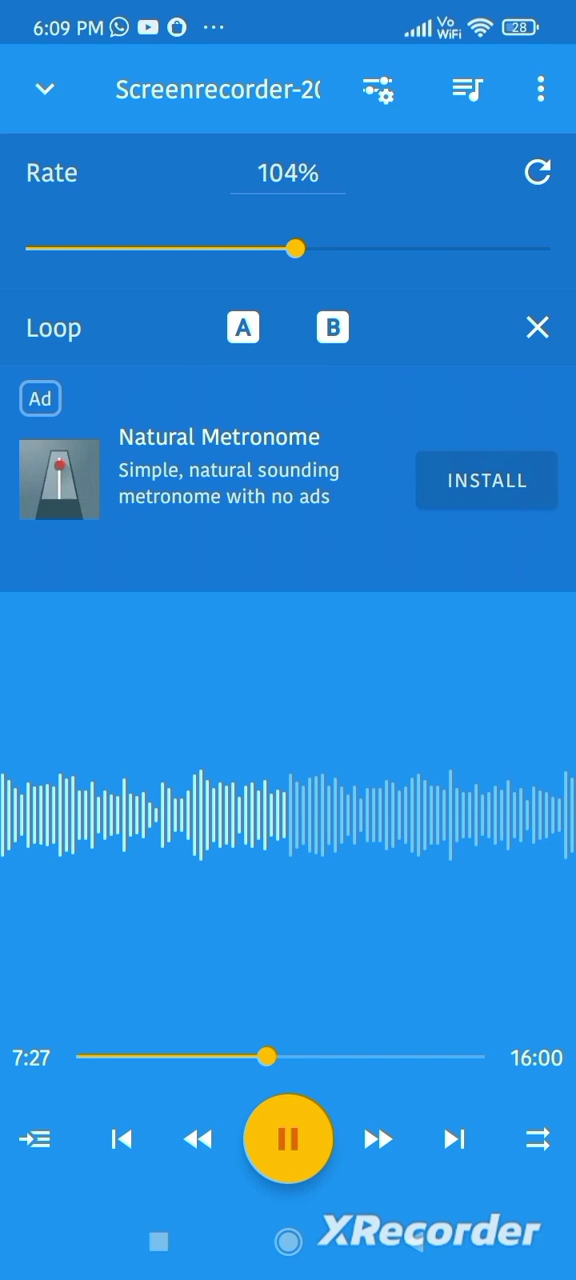 6:09 PM
Vo
WiFi
28
Screenrecorder-20
Rate
104%
Loop
A
B
Ad
Natural Metronome
Simple, natural sounding
metronome with no ads
INSTALL
7:27
16:00
XRecorder